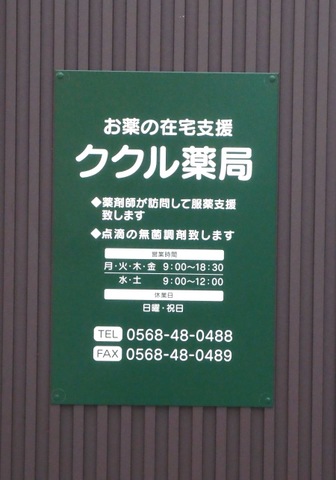 お薬の在宅支援
ククル薬局
◆薬剤師が訪問して服薬支援
致します
◆点滴の無菌調剤致します
営業時間
月・火・木・金 9:00～18:30
水・土 9:00～12:00
休業日
日曜・祝日
TEL 0568-48-0488
FAX 0568-48-0489